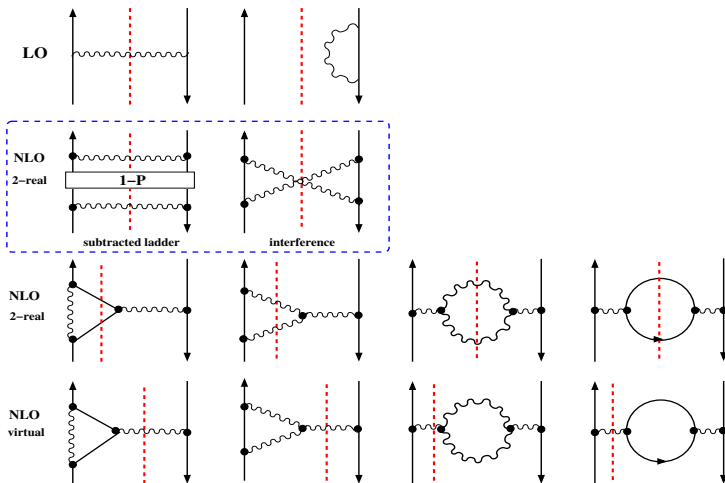 LO
NLO
2-real
1-P
subtracted ladder
interference
NLO
2-real
NLO
virtual